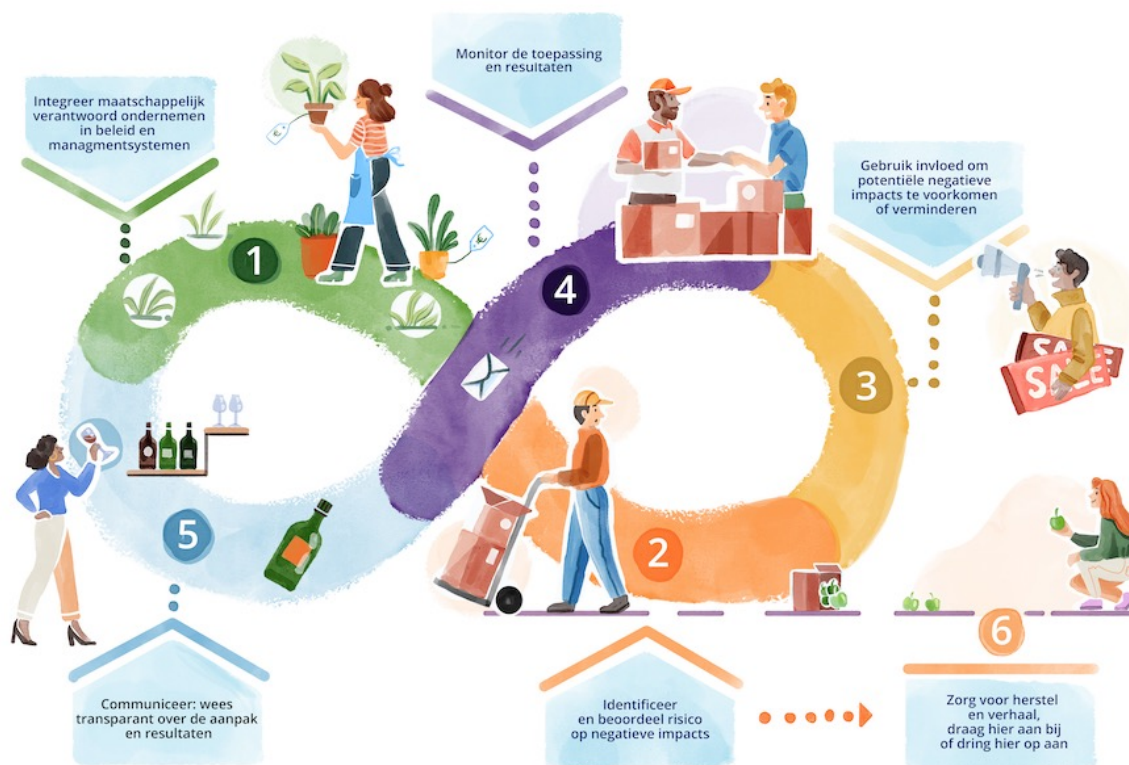 Monitor de toepassing
en resultaten
Integreer maatschappelijk
verantwoord ondernemen
in beleid en
managmentsystemen
Gebruik invloed om
potentiële negatieve
impacts te voorkomen
of verminderen
1
4
3
SALE
SALE
5
2
6
Communiceer: wees
transparant over de aanpak
en resultaten
Identificeer
en beoordeel risico
op negatieve impacts
Zorg voor herstel
en verhaal,
draag hier aan bij
of dring hier op aan